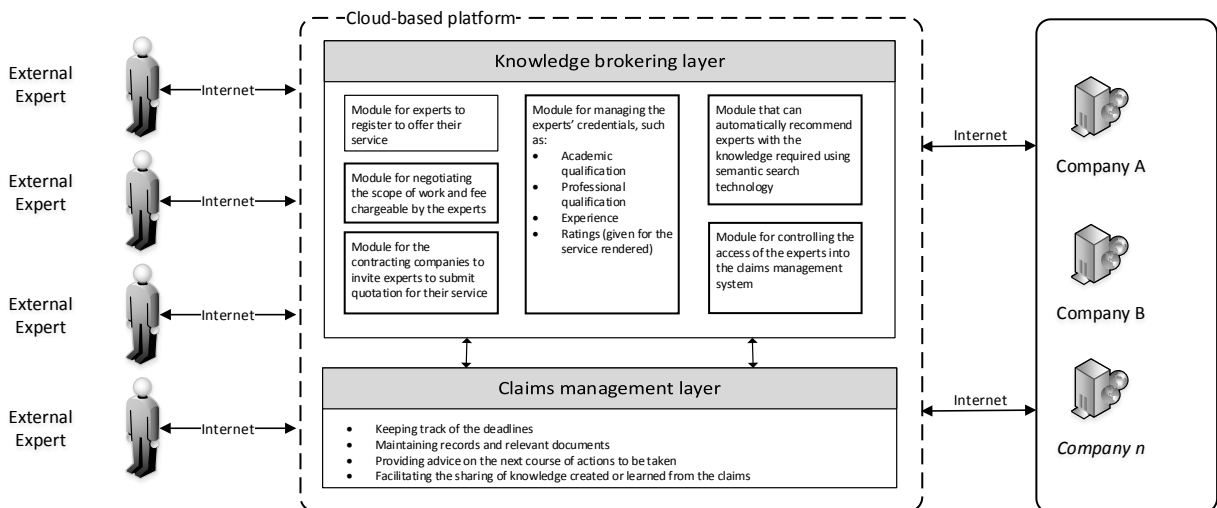 Cloud-based platform
External
Expert
Internet
External
Expert
Internet
External
Expert
Internet
External
Expert
Internet
Knowledge brokering layer
Module for experts to
register to offer their
service
Module for negotiating
the scope of work and fee
chargeable by the experts
Module for the
contracting companies to
invite experts to submit
quotation for their service
Module for managing the
experts' credentials, such
as:
• Academic
qualification
• Professional
qualification
• Experience
• Ratings (given for the
service rendered)
Module that can
automatically recommend
experts with the
knowledge required using
semantic search
technology
Module for controlling the
access of the experts into
the claims management
system
Claims management layer
• Keeping track of the deadlines
• Maintaining records and relevant documents
• Providing advice on the next course of actions to be taken
• Facilitating the sharing of knowledge created or learned from the claims
Internet
Internet
Company A
Company B
Company n